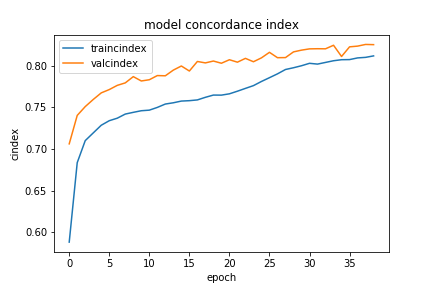 model concordance index
traincindex
valcindex
cindex
0.80
0.75
0.70
0.65
0.60
0 5 10 15 20 25 30 35
epoch